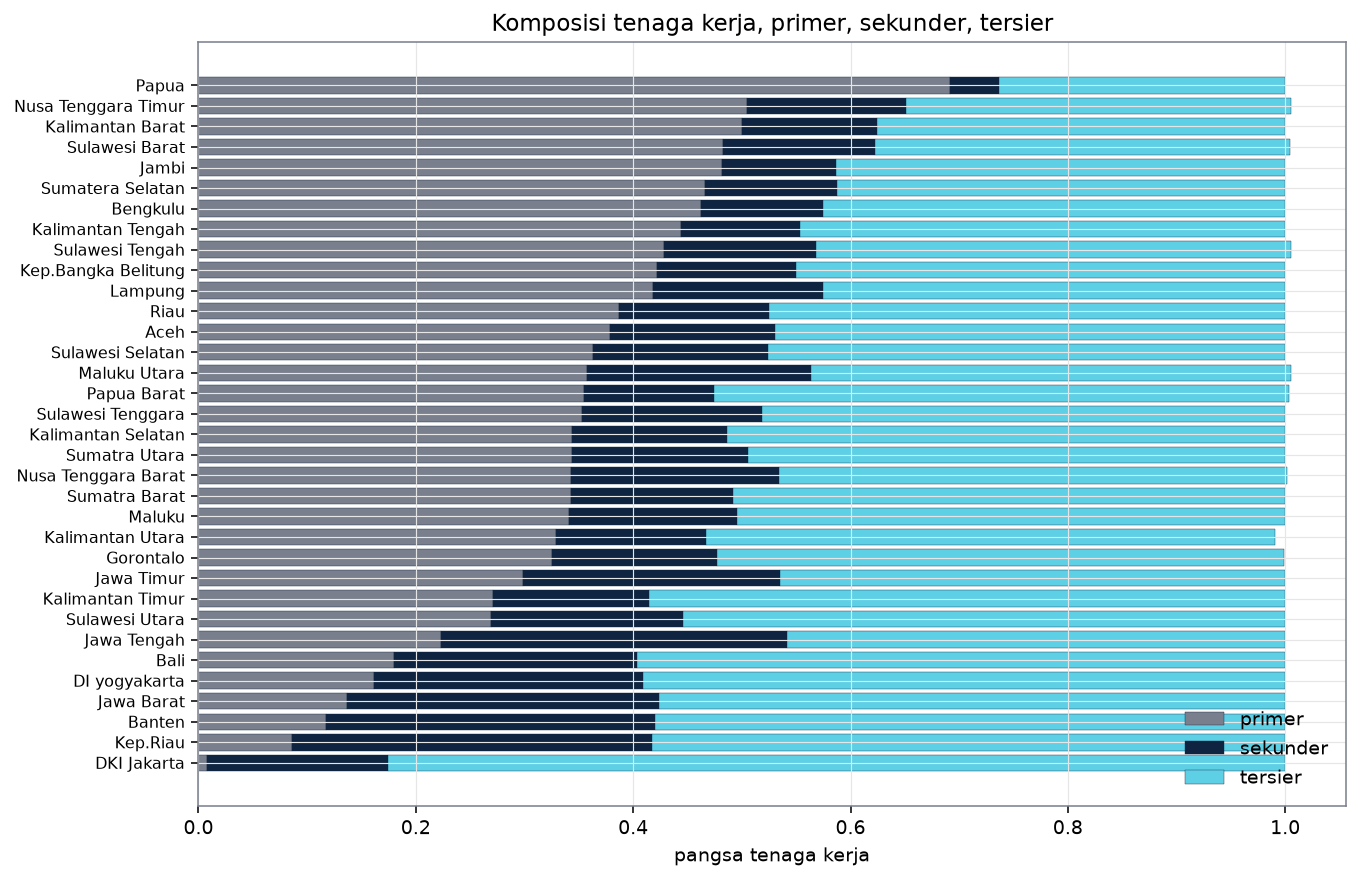 Komposisi tenaga kerja, primer, sekunder, tersier
Papua
Nusa Tenggara Timur
Kalimantan Barat
Sulawesi Barat
Jambi
Sumatera Selatan
Bengkulu
Kalimantan Tengah
Sulawesi Tengah
Kep.Bangka Belitung
Lampung
Riau
Aceh
Sulawesi Selatan
Maluku Utara
Papua Barat
Sulawesi Tenggara
Kalimantan Selatan
Sumatra Utara
Nusa Tenggara Barat
Sumatra Barat
Maluku
Kalimantan Utara
Gorontalo
Jawa Timur
Kalimantan Timur
Sulawesi Utara
Jawa Tengah
Bali
DI yogyakarta
Jawa Barat
Banten
Kep.Riau
DKI Jakarta
primer
sekunder
tersier
0.0 0.2 0.4 0.6 0.8 1.0
pangsa tenaga kerja